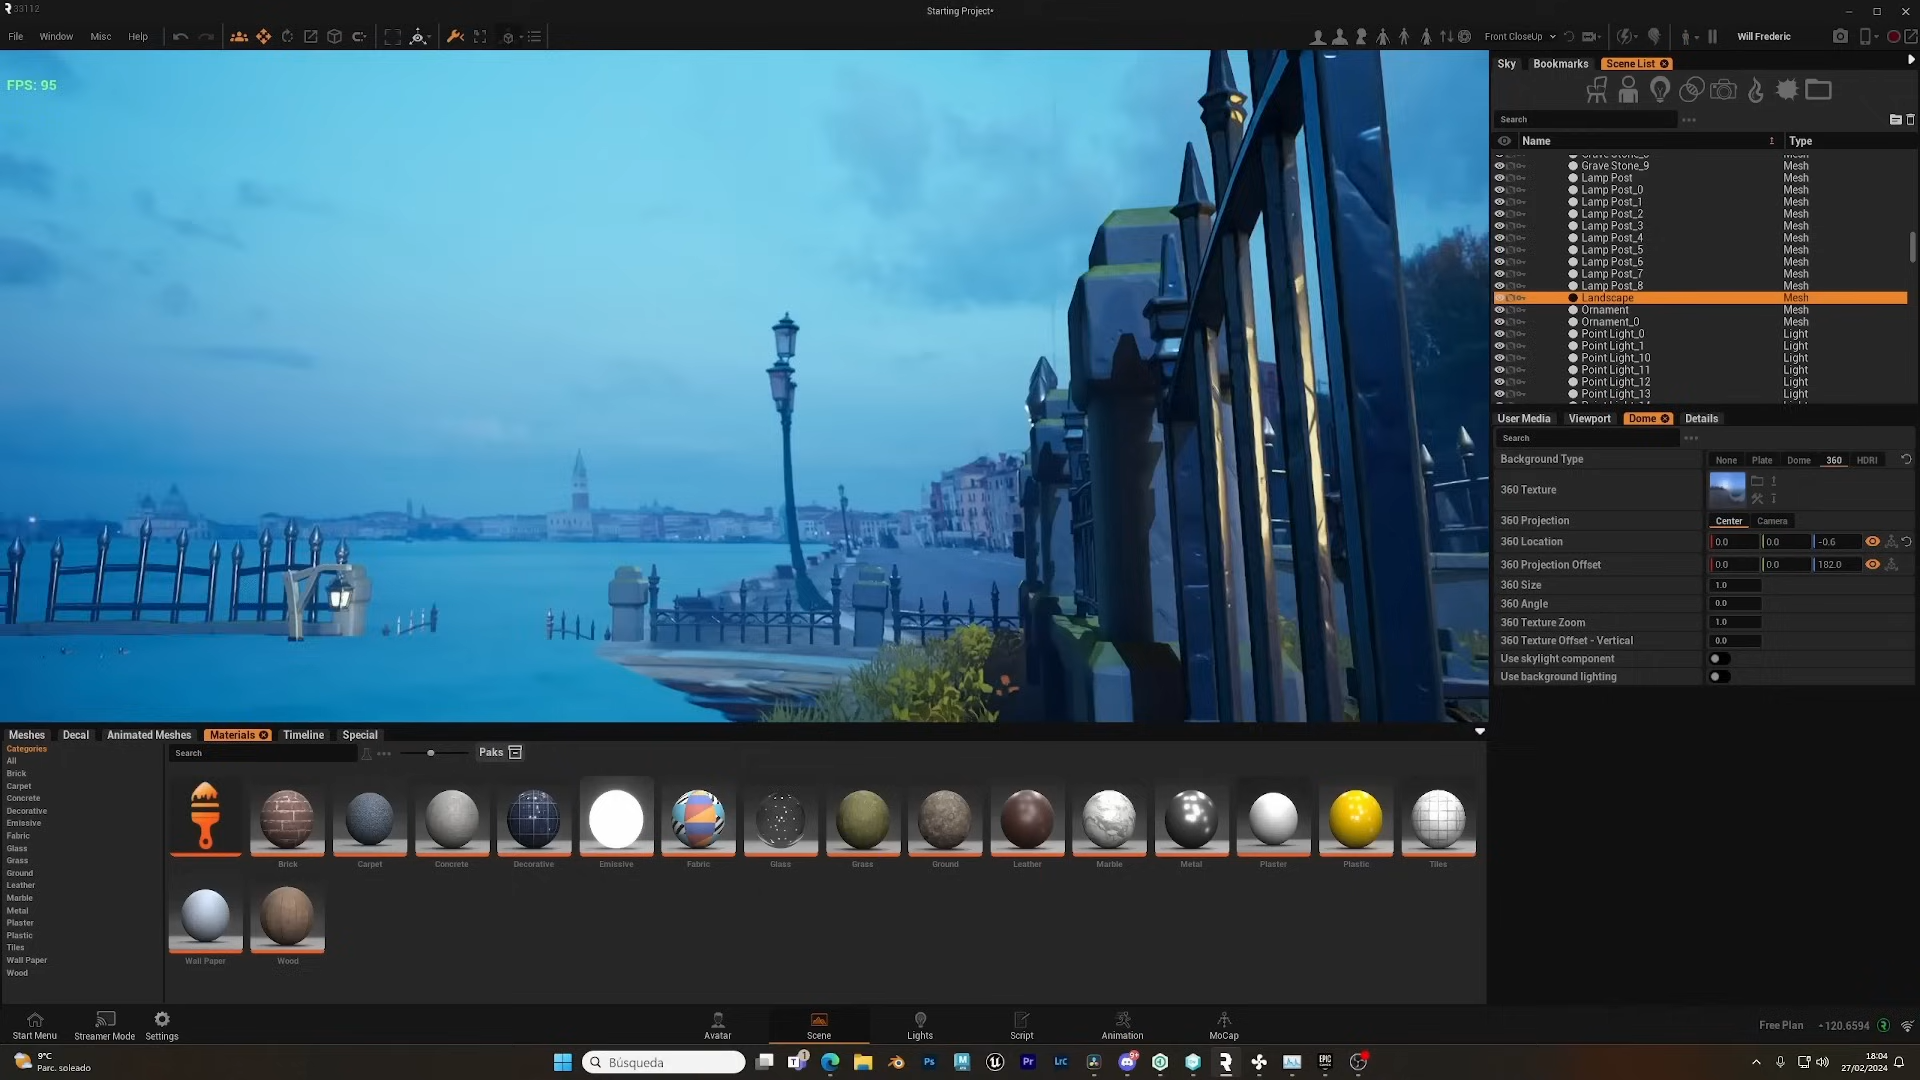 33112
Starting Project*
File Window Misc Help
Front CloseUp
Will Frederic
FPS: 95
Sky Bookmarks Scene List
Search
Name Type
Grave Stone_9 Mesh
Lamp Post Mesh
Lamp Post_0 Mesh
Lamp Post_1 Mesh
Lamp Post_2 Mesh
Lamp Post_3 Mesh
Lamp Post_4 Mesh
Lamp Post_5 Mesh
Lamp Post_6 Mesh
Lamp Post_7 Mesh
Lamp Post_8 Mesh
Landscape Mesh
Ornament Mesh
Ornament_0 Mesh
Point Light_0 Light
Point Light_1 Light
Point Light_10 Light
Point Light_11 Light
Point Light_12 Light
Point Light_13 Light
User Media Viewport Dome Details
Search
Background Type None Plate Dome 360 HDRI
360 Texture
360 Projection Center Camera
360 Location 0.0 0.0 -0.6
360 Projection Offset 0.0 0.0 182.0
360 Size 1.0
360 Angle 0.0
360 Texture Zoom 1.0
360 Texture Offset - Vertical 0.0
Use skylight component
Use background lighting
Meshes Decal Animated Meshes Materials Timeline Special
Categories
All
Brick
Carpet
Concrete
Decorative
Emissive
Fabric
Glass
Grass
Ground
Leather
Marble
Metal
Plaster
Plastic
Tiles
Wall Paper
Wood
Search Paks
Brick Carpet Concrete Decorative Emissive Fabric Glass Grass Ground Leather Marble Metal Plaster Plastic Tiles
Wall Paper Wood
Start Menu Streamer Mode Settings
Avatar Scene Lights Script Animation MoCap
Free Plan 120.6594
9°C
Parc. soleado
Búsqueda
18:04
27/02/2024